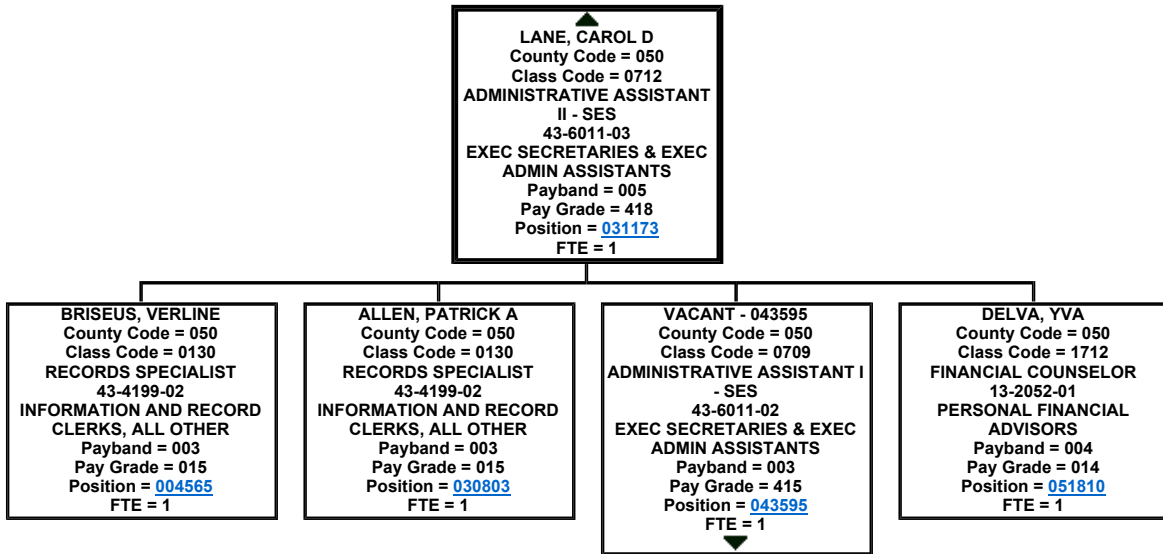 LANE, CAROL D
County Code = 050
Class Code = 0712
ADMINISTRATIVE ASSISTANT
II - SES
43-6011-03
EXEC SECRETARIES & EXEC
ADMIN ASSISTANTS
Payband = 005
Pay Grade = 418
Position = 031173
FTE = 1
BRISEUS, VERLINE
County Code = 050
Class Code = 0130
RECORDS SPECIALIST
43-4199-02
INFORMATION AND RECORD
CLERKS, ALL OTHER
Payband = 003
Pay Grade = 015
Position = 004565
FTE = 1
ALLEN, PATRICK A
County Code = 050
Class Code = 0130
RECORDS SPECIALIST
43-4199-02
INFORMATION AND RECORD
CLERKS, ALL OTHER
Payband = 003
Pay Grade = 015
Position = 030803
FTE = 1
VACANT - 043595
County Code = 050
Class Code = 0709
ADMINISTRATIVE ASSISTANT I
- SES
43-6011-02
EXEC SECRETARIES & EXEC
ADMIN ASSISTANTS
Payband = 003
Pay Grade = 415
Position = 043595
FTE = 1
DELVA, YVA
County Code = 050
Class Code = 1712
FINANCIAL COUNSELOR
13-2052-01
PERSONAL FINANCIAL
ADVISORS
Payband = 004
Pay Grade = 014
Position = 051810
FTE = 1